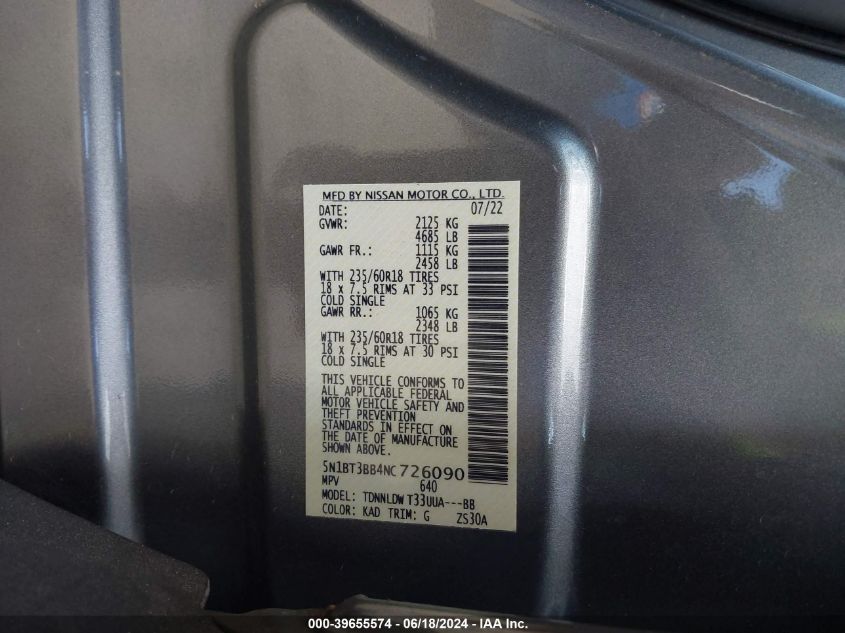 MFD BY NISSAN MOTOR CO., LTD.
DATE: 07/22
GVWR: 2125 KG
4685 LB
GAWR FR.: 1115 KG
2458 LB
WITH 235/60R18 TIRES
18 x 7.5 RIMS AT 33 PSI
COLD SINGLE
GAWR RR.: 1065 KG
2348 LB
WITH 235/60R18 TIRES
18 x 7.5 RIMS AT 30 PSI
COLD SINGLE
THIS VEHICLE CONFORMS TO
ALL APPLICABLE FEDERAL
MOTOR VEHICLE SAFETY AND
THEFT PREVENTION
STANDARDS IN EFFECT ON
THE DATE OF MANUFACTURE
SHOWN ABOVE.
5N1BT3BB4NC726090
MPV 640
MODEL: TDNNLDW T33UUA---BB
COLOR: KAD TRIM: G ZS30A
000-39655574 / 06/18/2024 - IAA Inc.